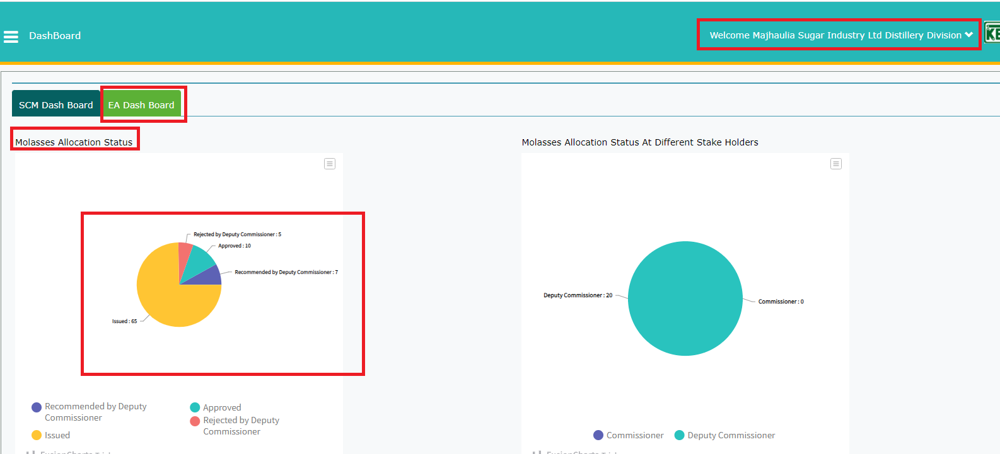 DashBoard
Welcome Majhaulia Sugar Industry Ltd Distillery Division
SCM Dash Board
EA Dash Board
Molasses Allocation Status
Rejected by Deputy Commissioner : 5
Approved : 10
Recommended by Deputy Commissioner : 7
Issued : 65
Recommended by Deputy
Commissioner
Approved
Rejected by Deputy
Commissioner
Issued
Molasses Allocation Status At Different Stake Holders
Deputy Commissioner : 20
Commissioner : 0
Commissioner
Deputy Commissioner